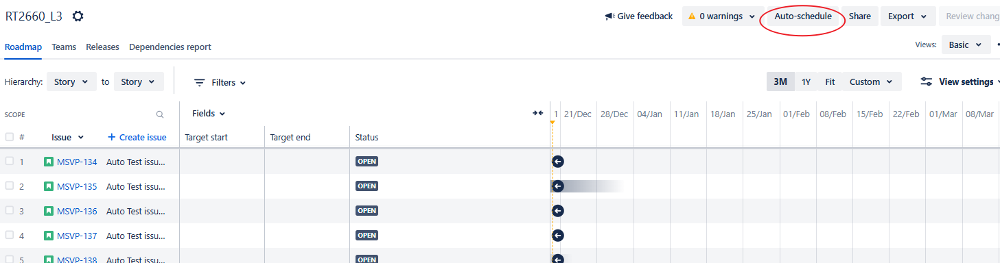 RT2660_L3
Give feedback
0 warnings
Auto-schedule
Share
Export
Review chang
Roadmap Teams Releases Dependencies report
Views: Basic
Hierarchy: Story to Story Filters
3M 1Y Fit Custom View settings
SCOPE
Fields
1 21/Dec 28/Dec 04/Jan 11/Jan 18/Jan 25/Jan 01/Feb 08/Feb 15/Feb 22/Feb 01/Mar 08/Mar
# Issue + Create issue Target start Target end Status
1 MSVP-134 Auto Test issu... OPEN
2 MSVP-135 Auto Test issu... OPEN
3 MSVP-136 Auto Test issu... OPEN
4 MSVP-137 Auto Test issu... OPEN
5 MSVP-138 Auto Test issu... OPEN